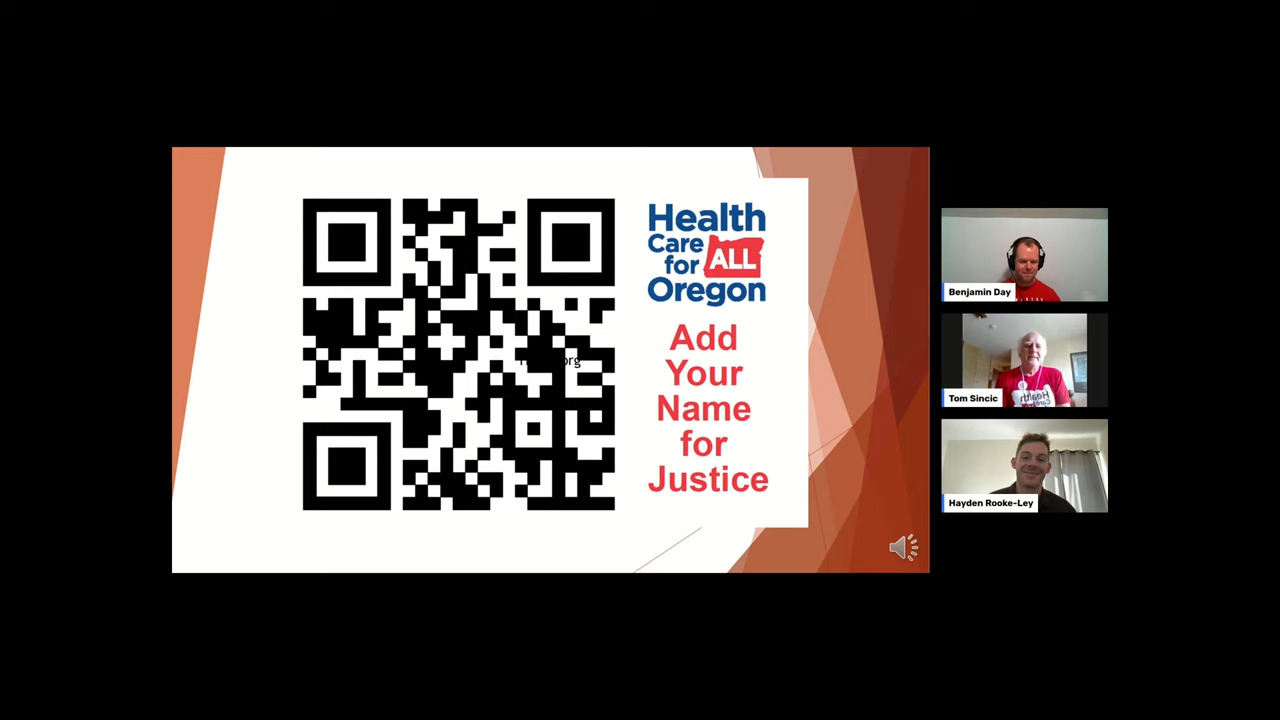 Health
Care
for
ALL
Oregon
Add
Your
Name
for
Justice
Benjamin Day
Tom Sincic
Hayden Rooke-Ley